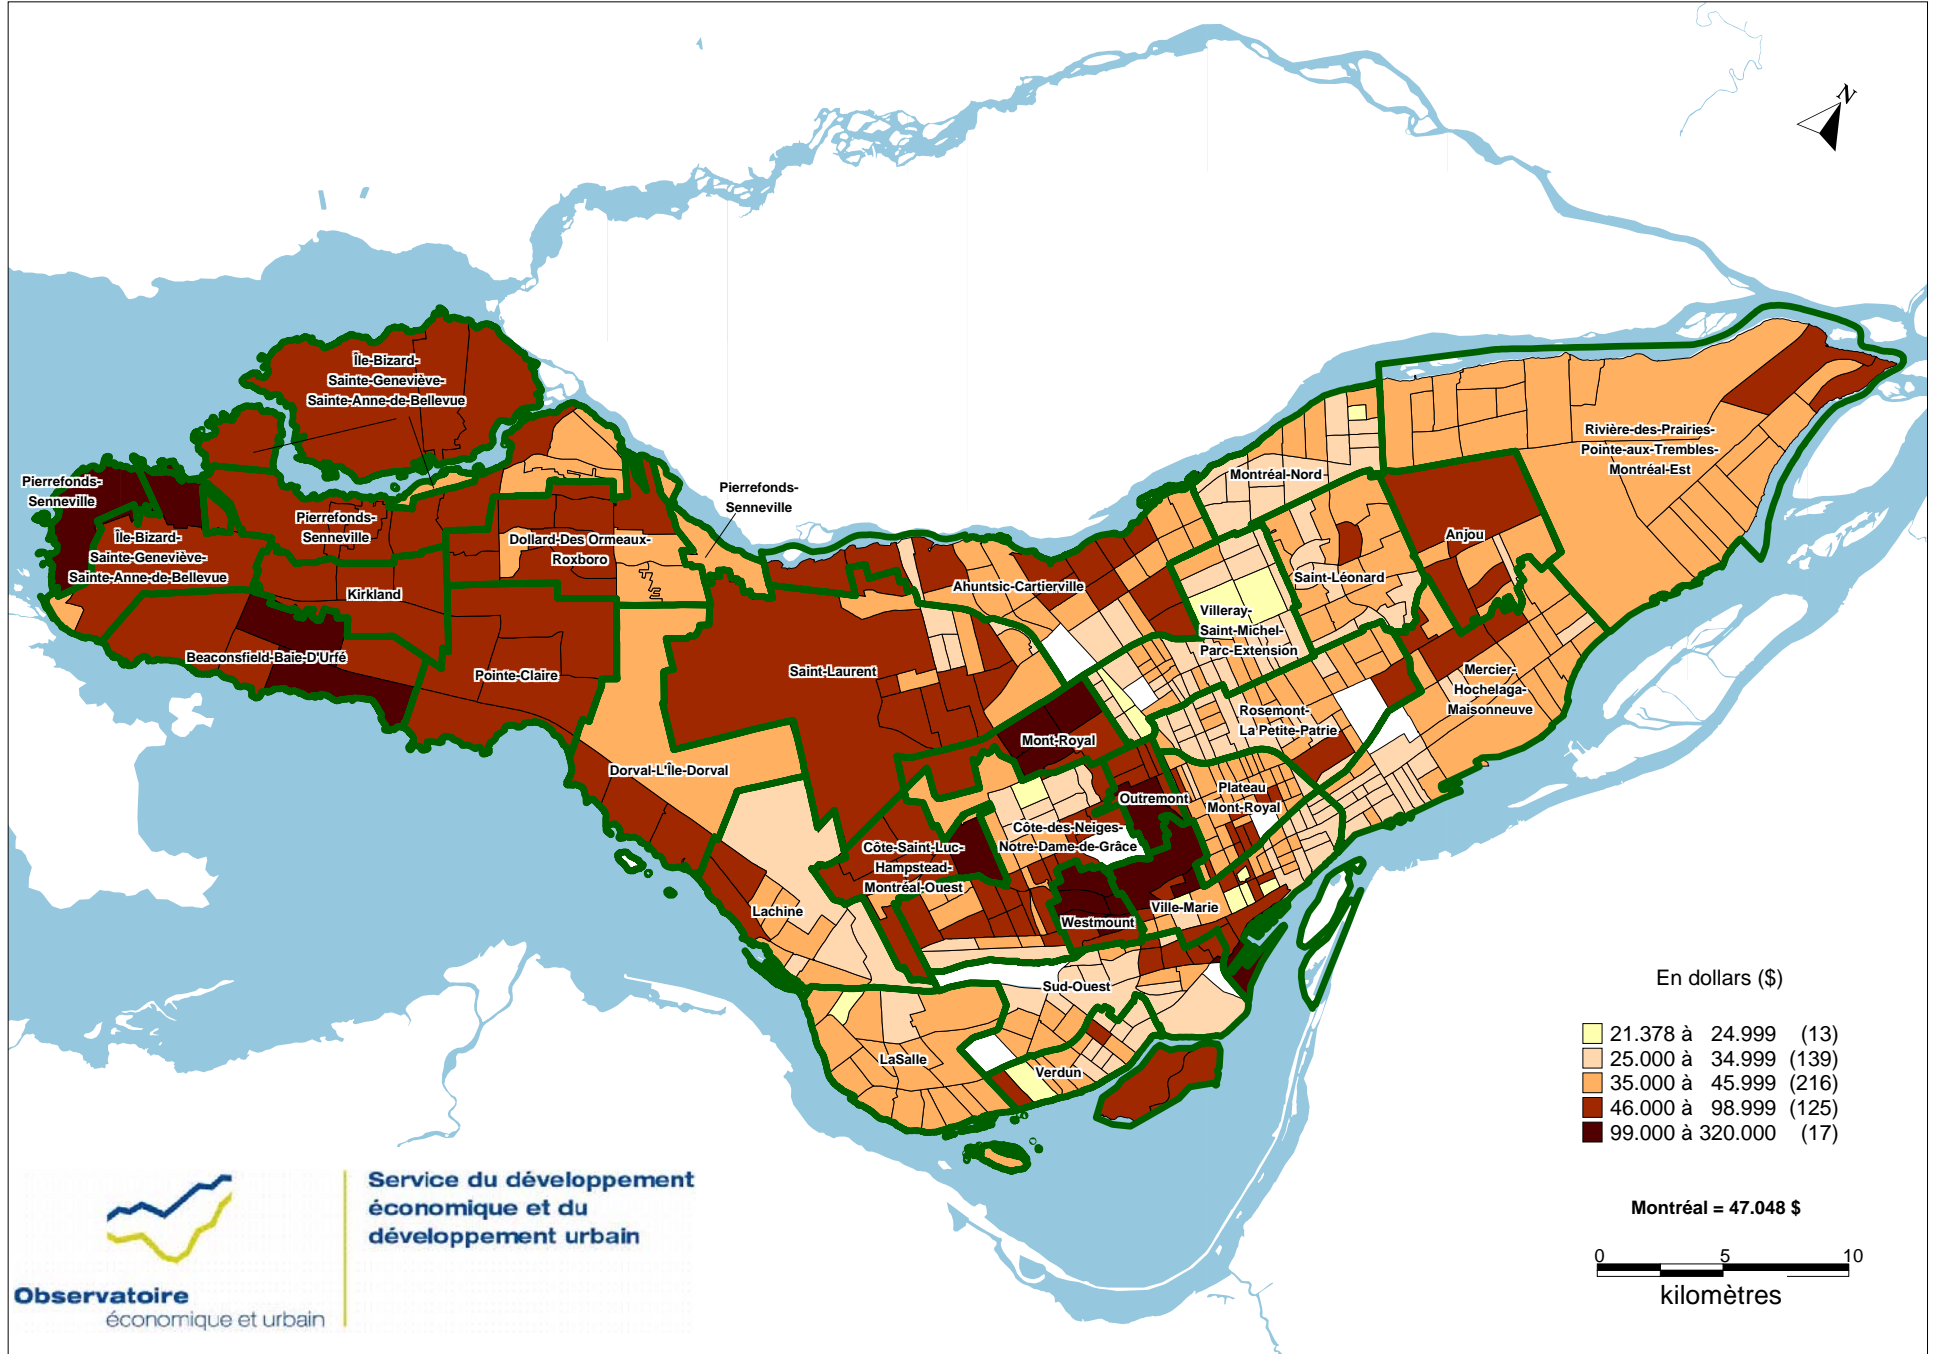 N
Île-Bizard-
Sainte-Geneviève-
Sainte-Anne-de-Bellevue
Pierrefonds-
Senneville
Pierrefonds-
Senneville
Pierrefonds-
Senneville
Île-Bizard-
Sainte-Geneviève-
Sainte-Anne-de-Bellevue
Dollard-Des Ormeaux-
Roxboro
Kirkland
Beaconsfield-Baie-D'Urfé
Pointe-Claire
Dorval-L'Île-Dorval
Saint-Laurent
Ahuntsic-Cartierville
Montréal-Nord
Rivière-des-Prairies-
Pointe-aux-Trembles-
Montréal-Est
Anjou
Saint-Léonard
Villeray-
Saint-Michel-
Parc-Extension
Mercier-
Hochelaga-
Maisonneuve
Rosemont-
La Petite-Patrie
Mont-Royal
Outremont
Plateau
Mont-Royal
Côte-des-Neiges-
Notre-Dame-de-Grâce
Côte-Saint-Luc-
Hampstead-
Montréal-Ouest
Lachine
Westmount
Ville-Marie
Sud-Ouest
LaSalle
Verdun
En dollars ($)
21.378 à 24.999 (13)
25.000 à 34.999 (139)
35.000 à 45.999 (216)
46.000 à 98.999 (125)
99.000 à 320.000 (17)
Montréal = 47.048 $
0 5 10
kilomètres
Service du développement
économique et du
développement urbain
Observatoire
économique et urbain